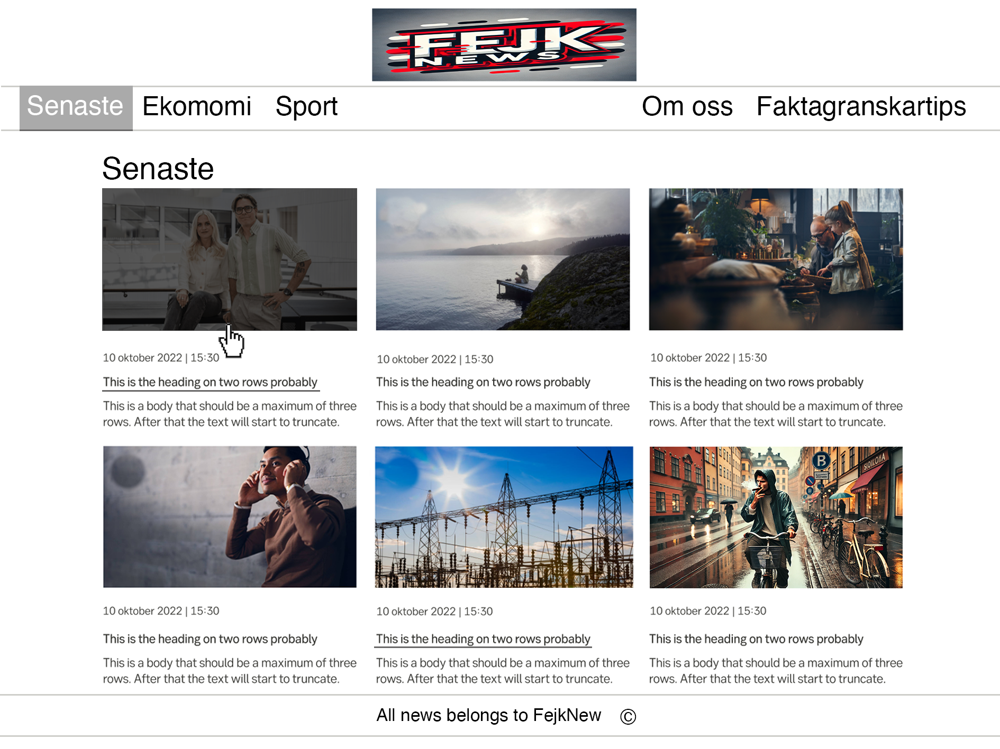 FEJK
NEWS
Senaste Ekomomi Sport Om oss Faktagranskartips
Senaste
10 oktober 2022 | 15:30
This is the heading on two rows probably
This is a body that should be a maximum of three
rows. After that the text will start to truncate.
10 oktober 2022 | 15:30
This is the heading on two rows probably
This is a body that should be a maximum of three
rows. After that the text will start to truncate.
10 oktober 2022 | 15:30
This is the heading on two rows probably
This is a body that should be a maximum of three
rows. After that the text will start to truncate.
B
10 oktober 2022 | 15:30
This is the heading on two rows probably
This is a body that should be a maximum of three
rows. After that the text will start to truncate.
10 oktober 2022 | 15:30
This is the heading on two rows probably
This is a body that should be a maximum of three
rows. After that the text will start to truncate.
10 oktober 2022 | 15:30
This is the heading on two rows probably
This is a body that should be a maximum of three
rows. After that the text will start to truncate.
All news belongs to FejkNew ©